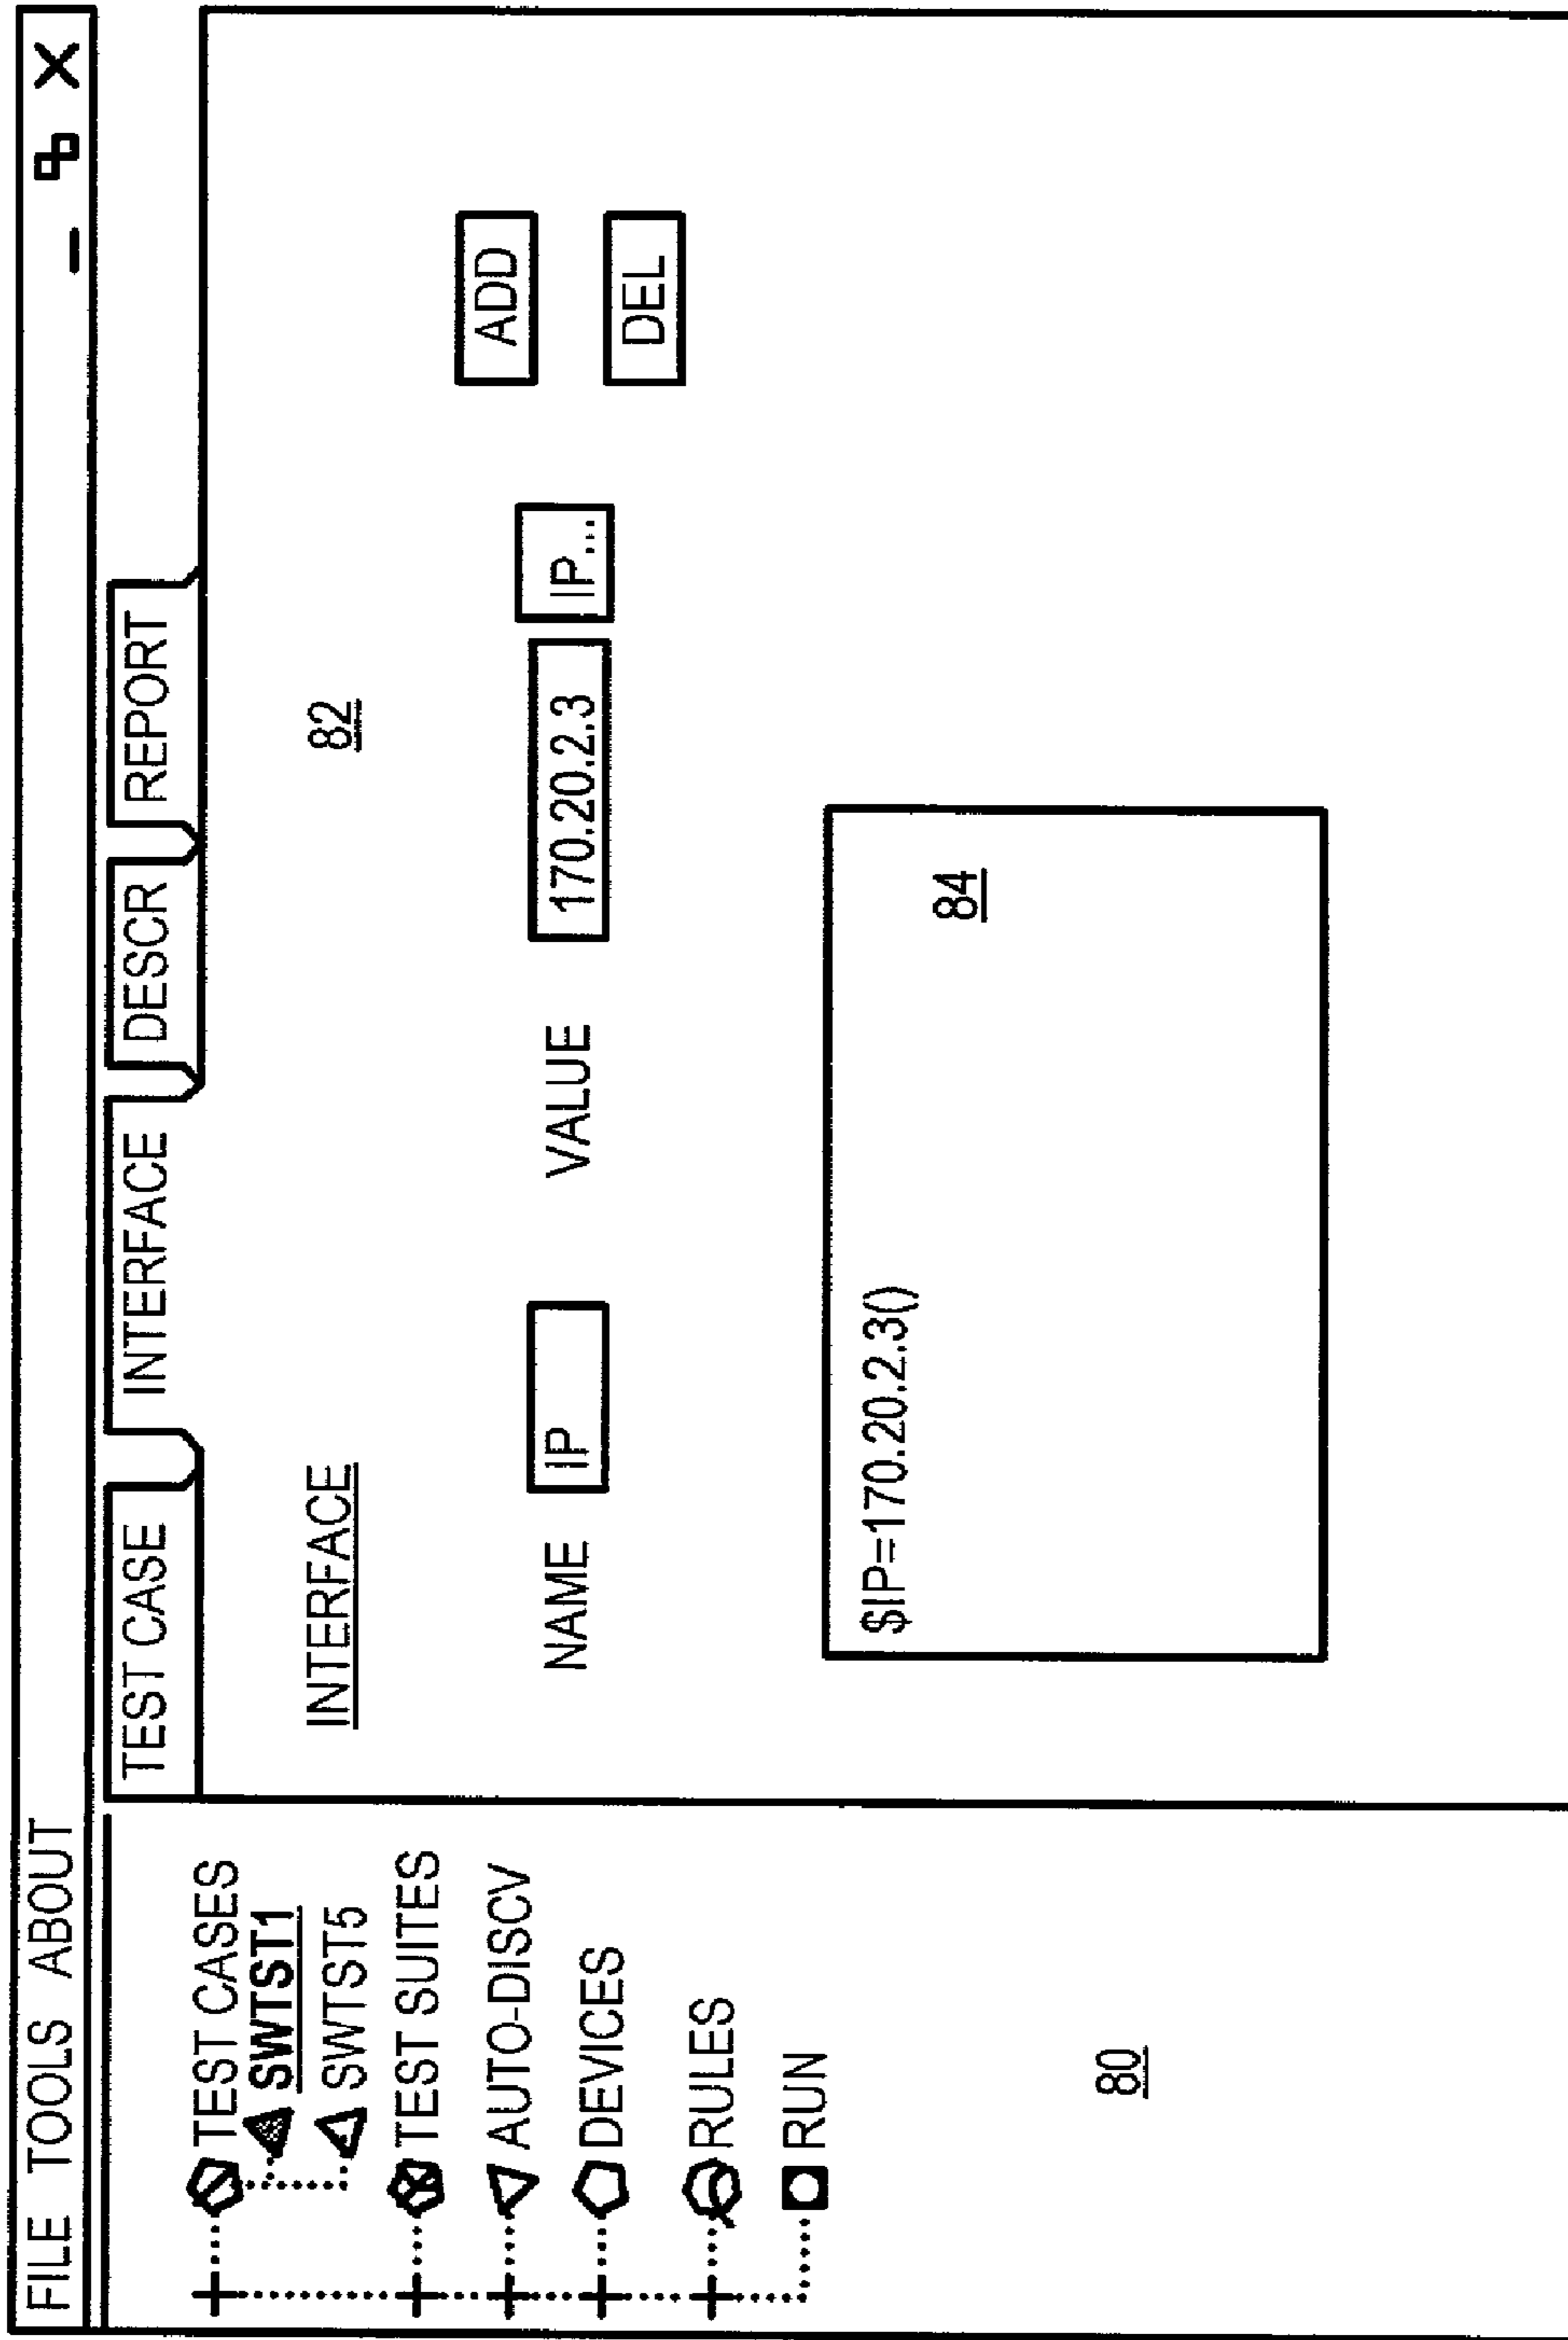 FILE TOOLS ABOUT
TEST CASES
SWTST1
SWTST5
TEST SUITES
AUTO-DISCV
DEVICES
RULES
RUN
80
TEST CASE INTERFACE DESCR REPORT
INTERFACE 82
ADD
NAME IP VALUE 170.20.2.3 IP...
DEL
$IP=170.20.2.3()
84